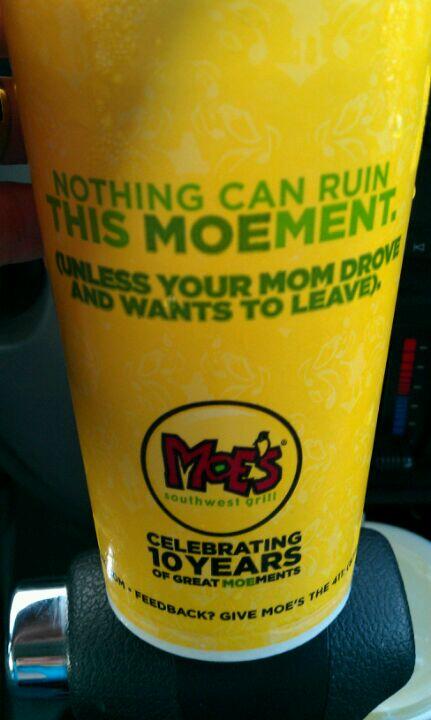 NOTHING CAN RUIN
THIS MOEMENT.
(UNLESS YOUR MOM DROVE
AND WANTS TO LEAVE).
MOE'S®
southwest grill
CELEBRATING
10 YEARS
OF GREAT MOEMENTS
• FEEDBACK? GIVE MOE'S THE 411: